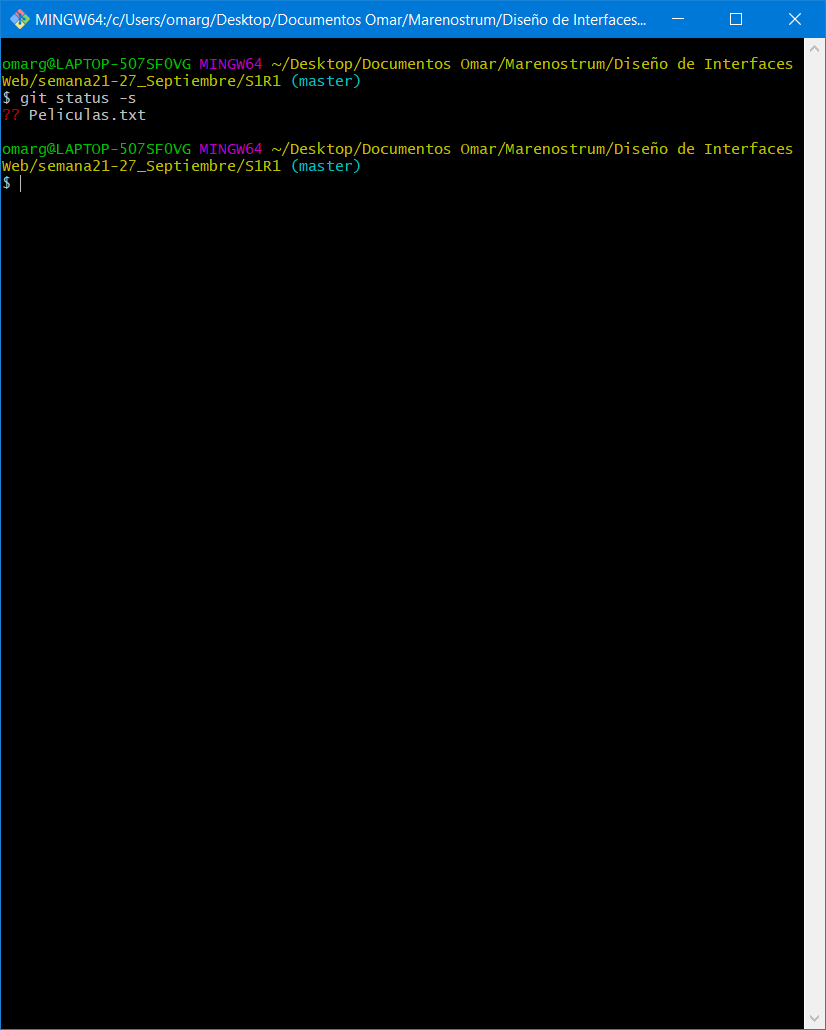 MINGW64:/c/Users/omarg/Desktop/Documentos Omar/Marenostrum/Diseño de Interfaces...
omarg@LAPTOP-507SF0VG MINGW64 ~/Desktop/Documentos Omar/Marenostrum/Diseño de Interfaces
Web/semana21-27_Septiembre/S1R1 (master)
$ git status -s
?? Peliculas.txt
omarg@LAPTOP-507SF0VG MINGW64 ~/Desktop/Documentos Omar/Marenostrum/Diseño de Interfaces
Web/semana21-27_Septiembre/S1R1 (master)
$